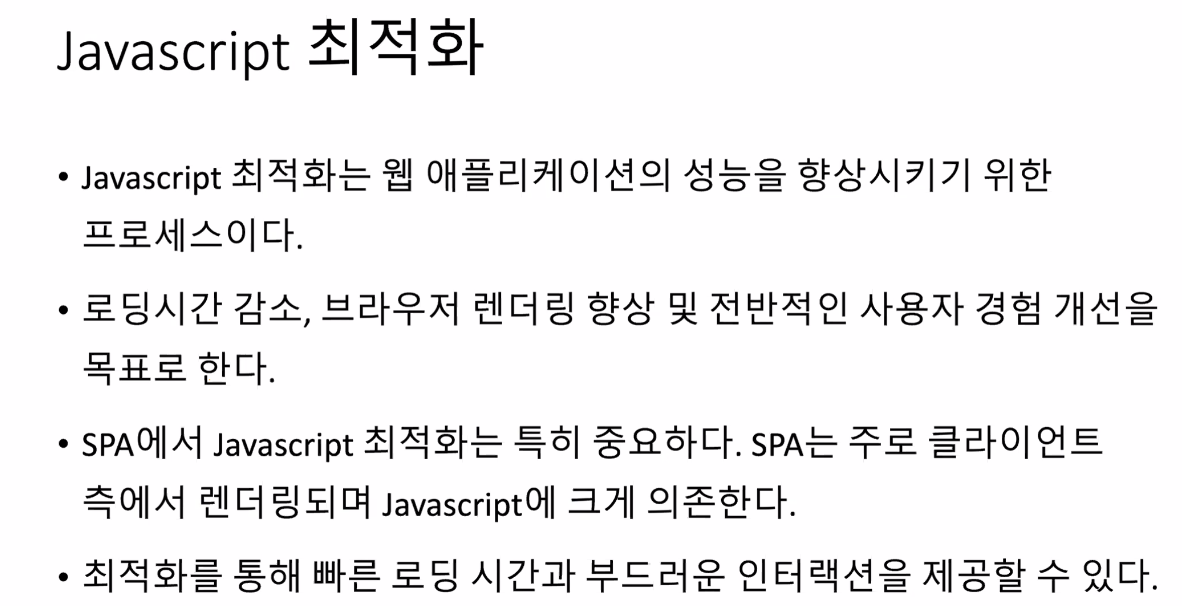 Javascript 최적화
• Javascript 최적화는 웹 애플리케이션의 성능을 향상시키기 위한
프로세스이다.
• 로딩시간 감소, 브라우저 렌더링 향상 및 전반적인 사용자 경험 개선을
목표로 한다.
• SPA에서 Javascript 최적화는 특히 중요하다. SPA는 주로 클라이언트
측에서 렌더링되며 Javascript에 크게 의존한다.
• 최적화를 통해 빠른 로딩 시간과 부드러운 인터랙션을 제공할 수 있다.